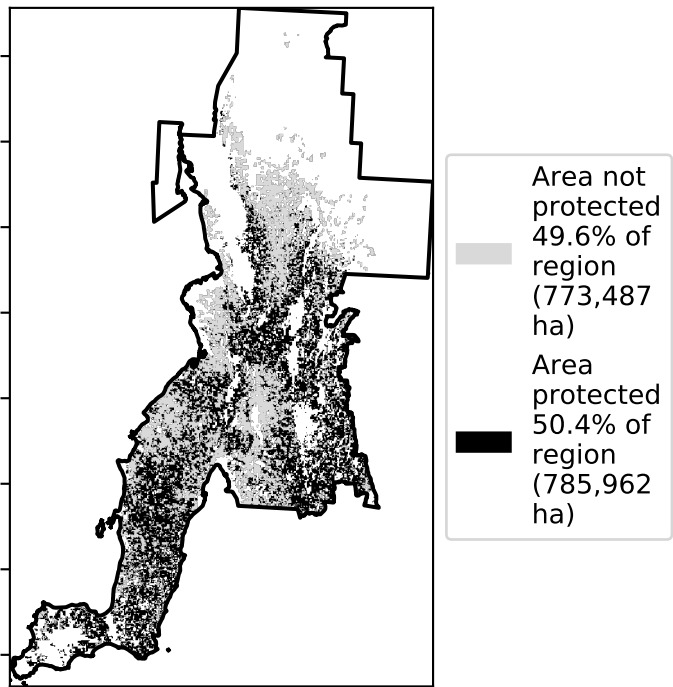 Area not
protected
49.6% of
region
(773,487
ha)
Area
protected
50.4% of
region
(785,962
ha)